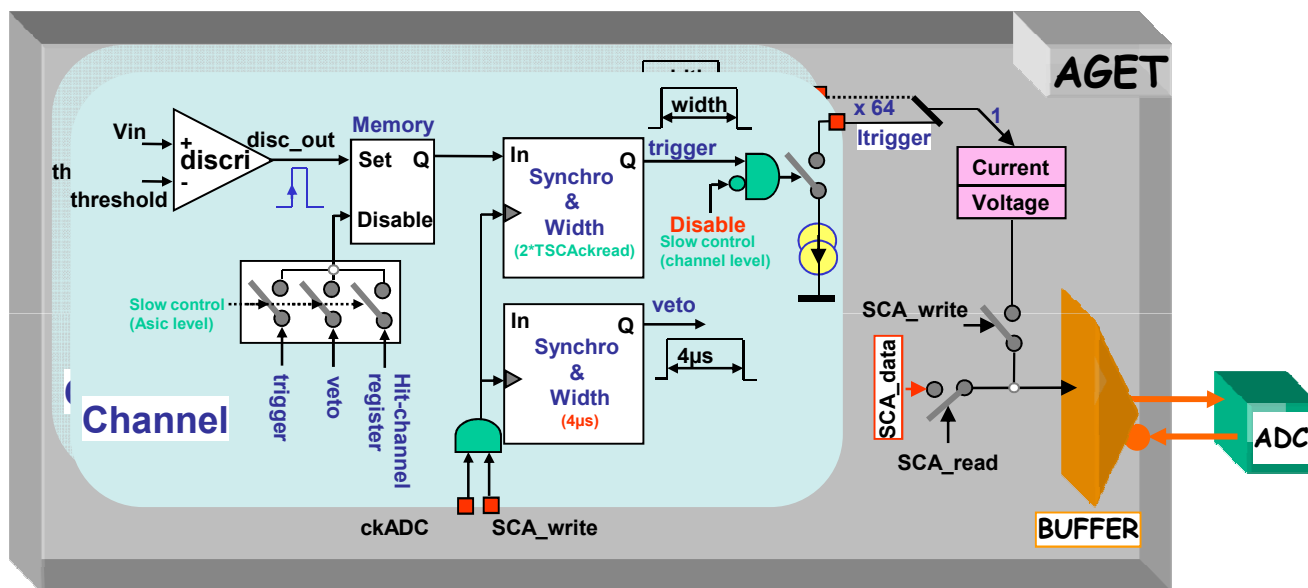 AGET
width
x 64
1
Itrigger
Vin
+
-
discri
th
threshold
disc_out
Memory
Set
Q
Disable
In
Q
Synchro
&
Width
(2*TSCAckread)
trigger
Disable
Slow control
(channel level)
Current
Voltage
Slow control
(Asic level)
trigger
veto
Hit-channel
register
In
Q
Synchro
&
Width
(4µs)
veto
4µs
SCA_write
SCA_data
SCA_read
Channel
ckADC
SCA_write
BUFFER
ADC